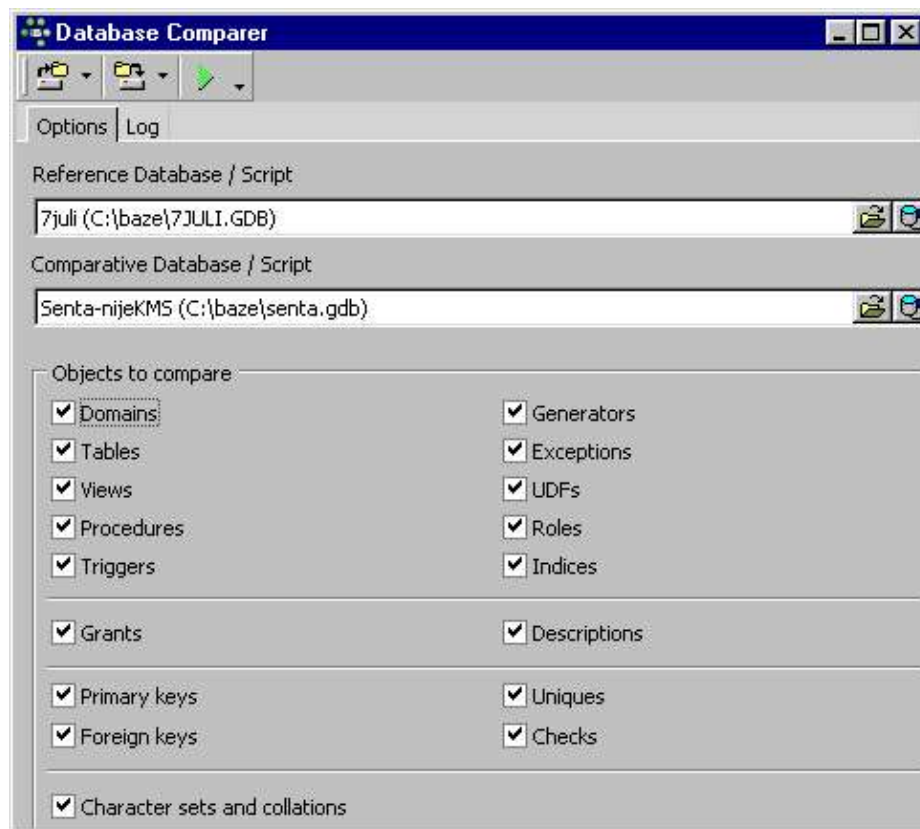 Database Comparer
Options Log
Reference Database / Script
7juli (C:\baze\7JULI.GDB)
Comparative Database / Script
Senta-nijeKMS (C:\baze\senta.gdb)
Objects to compare
Domains Generators
Tables Exceptions
Views UDFs
Procedures Roles
Triggers Indices
Grants Descriptions
Primary keys Uniques
Foreign keys Checks
Character sets and collations